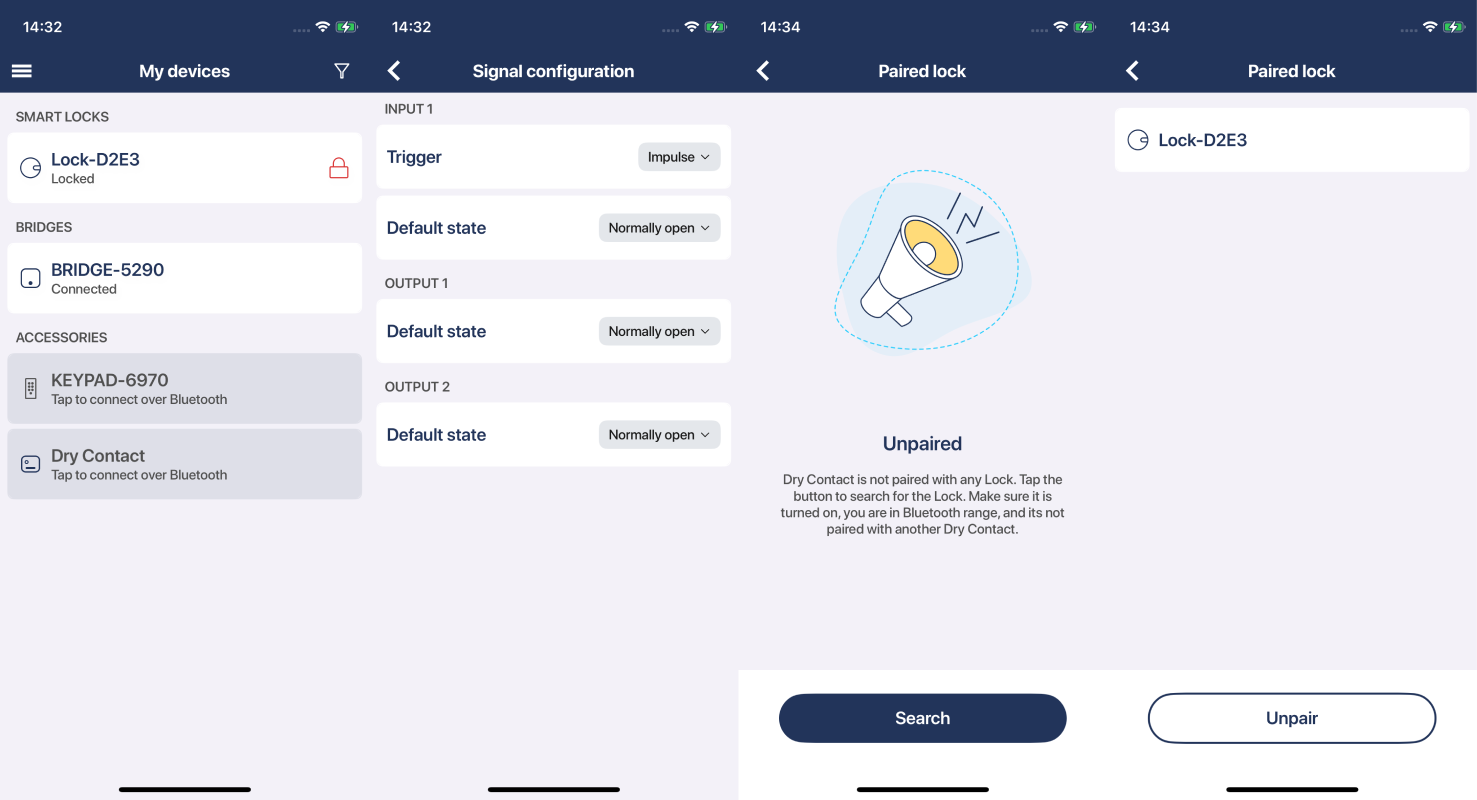 14:32
My devices
SMART LOCKS
Lock-D2E3
Locked
BRIDGES
BRIDGE-5290
Connected
ACCESSORIES
KEYPAD-6970
Tap to connect over Bluetooth
Dry Contact
Tap to connect over Bluetooth
14:32
Signal configuration
INPUT 1
Trigger
Impulse
Default state
Normally open
OUTPUT 1
Default state
Normally open
OUTPUT 2
Default state
Normally open
14:34
Paired lock
Unpaired
Dry Contact is not paired with any Lock. Tap the
button to search for the Lock. Make sure it is
turned on, you are in Bluetooth range, and its not
paired with another Dry Contact.
Search
14:34
Paired lock
Lock-D2E3
Unpair